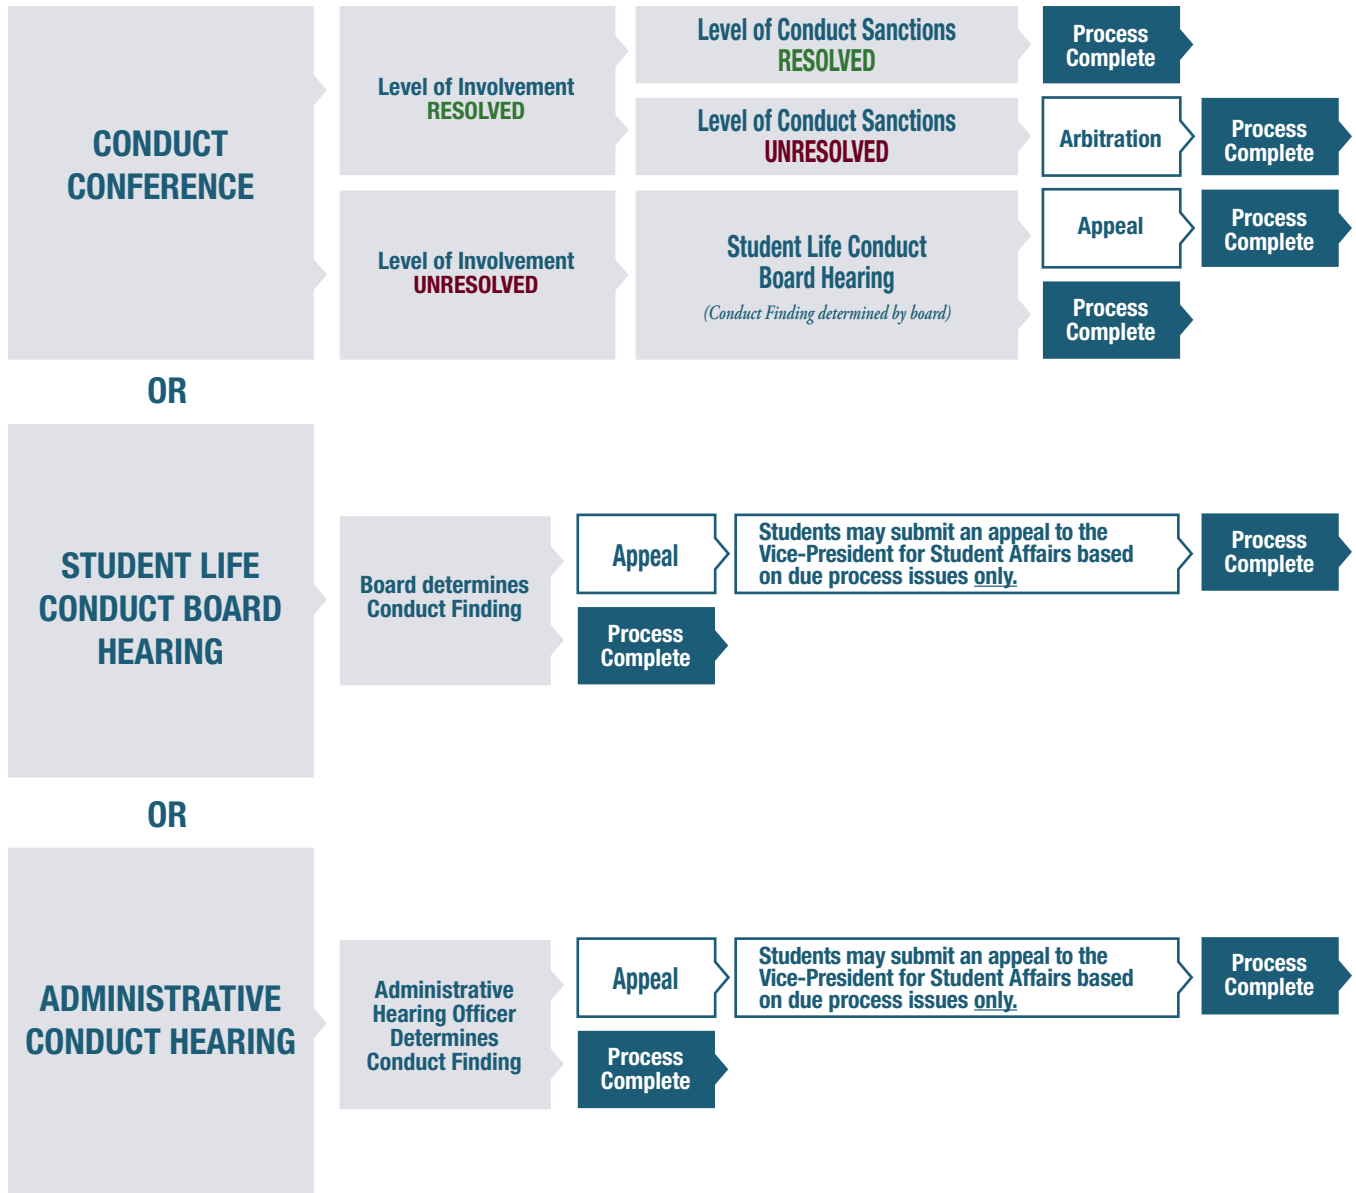 CONDUCT
CONFERENCE
Level of Involvement
RESOLVED
Level of Conduct Sanctions
RESOLVED
Process
Complete
Level of Conduct Sanctions
UNRESOLVED
Arbitration
Process
Complete
Level of Involvement
UNRESOLVED
Student Life Conduct
Board Hearing
(Conduct Finding determined by board)
Appeal
Process
Complete
Process
Complete
OR
STUDENT LIFE
CONDUCT BOARD
HEARING
Board determines
Conduct Finding
Appeal
Students may submit an appeal to the
Vice-President for Student Affairs based
on due process issues only.
Process
Complete
Process
Complete
OR
ADMINISTRATIVE
CONDUCT HEARING
Administrative
Hearing Officer
Determines
Conduct Finding
Appeal
Students may submit an appeal to the
Vice-President for Student Affairs based
on due process issues only.
Process
Complete
Process
Complete